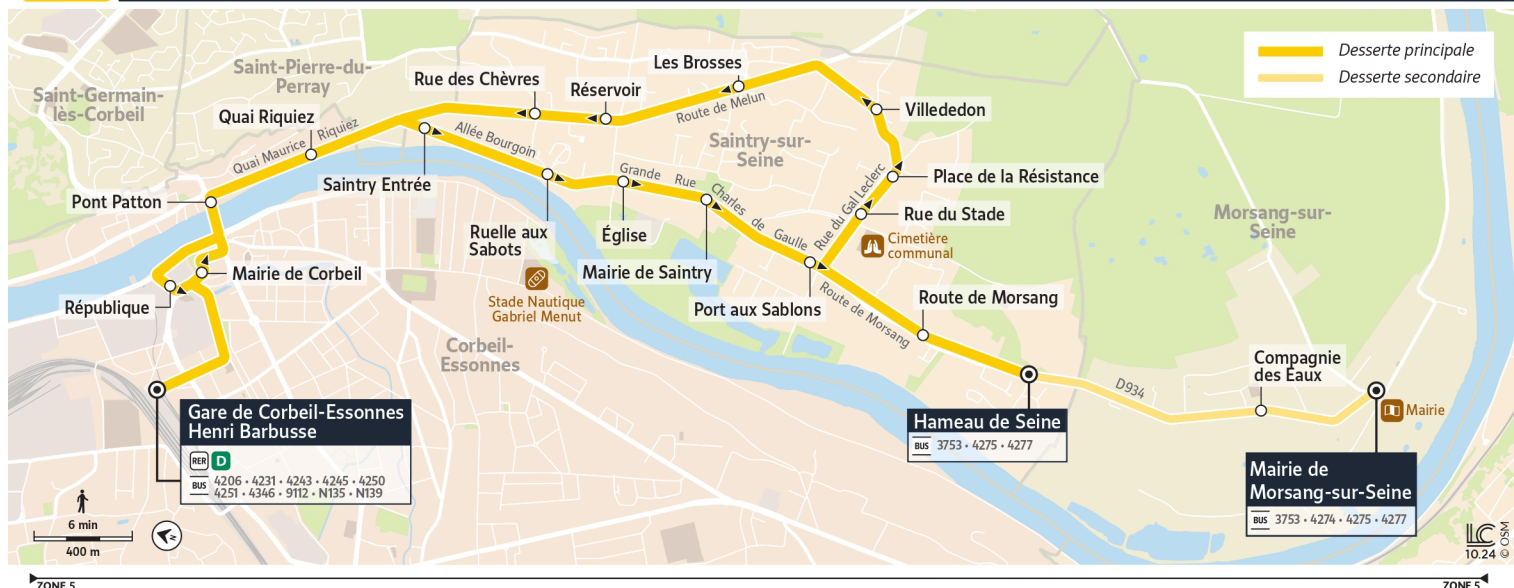 Desserte principale
Desserte secondaire
Saint-Germain-
lès-Corbeil
Saint-Pierre-du-
Perray
Quai Riquiez
Quai Maurice Riquiez
Rue des Chèvres
Réservoir
Les Brosses
Route de Melun
Villededon
Saintry-sur-
Seine
Allée Bourgoin
Saintry Entrée
Pont Patton
Grande Rue Charles de Gaulle
Rue du Gal Leclerc
Place de la Résistance
Rue du Stade
Cimetière
communal
Morsang-sur-
Seine
Ruelle aux
Sabots
Église
Mairie de Saintry
Mairie de Corbeil
République
Stade Nautique
Gabriel Menut
Port aux Sablons
Route de Morsang
Route de Morsang
Corbeil-
Essonnes
Compagnie
des Eaux
D934
Mairie
Gare de Corbeil-Essonnes
Henri Barbusse
RER D
BUS 4206 • 4231 • 4243 • 4245 • 4250
4251 • 4346 • 9112 • N135 • N139
Hameau de Seine
BUS 3753 • 4275 • 4277
Mairie de
Morsang-sur-Seine
BUS 3753 • 4274 • 4275 • 4277
6 min
400 m
N
LC
10.24
© OSM
ZONE 5
ZONE 5